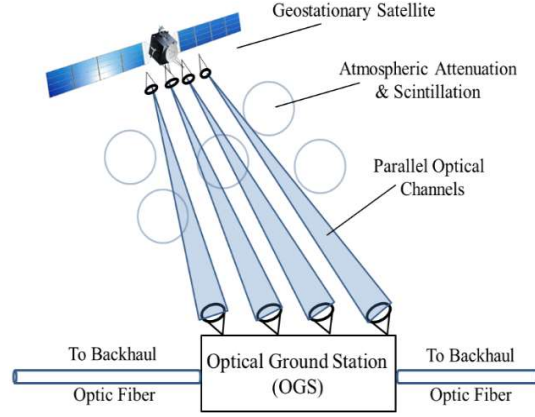 Geostationary Satellite
Atmospheric Attenuation
& Scintillation
Parallel Optical
Channels
To Backhaul
Optic Fiber
Optical Ground Station
(OGS)
To Backhaul
Optic Fiber